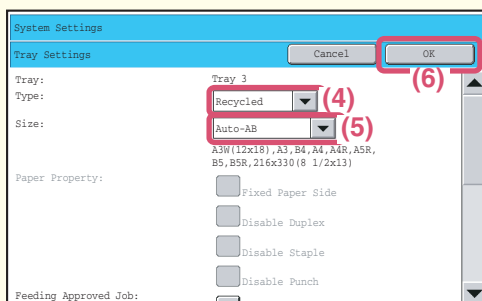 System Settings
Tray Settings Cancel OK
(6)
Tray: Tray 3
Type: Recycled (4)
Size: Auto-AB (5)
A3W(12x18),A3,B4,A4,A4R,A5R,
B5,B5R,216x330(8 1/2x13)
Paper Property: Fixed Paper Side
Disable Duplex
Disable Staple
Disable Punch
Feeding Approved Job: